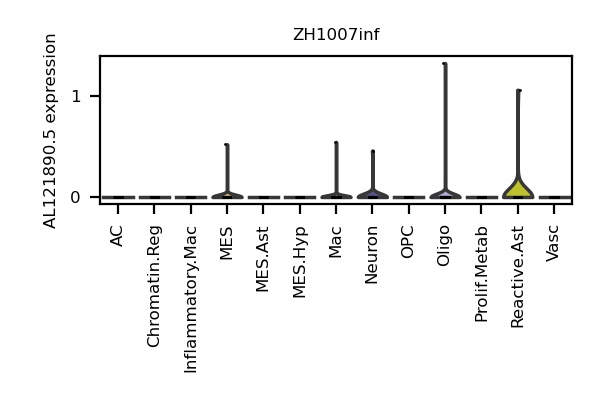 ZH1007inf
AL121890.5 expression
1
0
AC
Chromatin.Reg
Inflammatory.Mac
MES
MES.Ast
MES.Hyp
Mac
Neuron
OPC
Oligo
Prolif.Metab
Reactive.Ast
Vasc